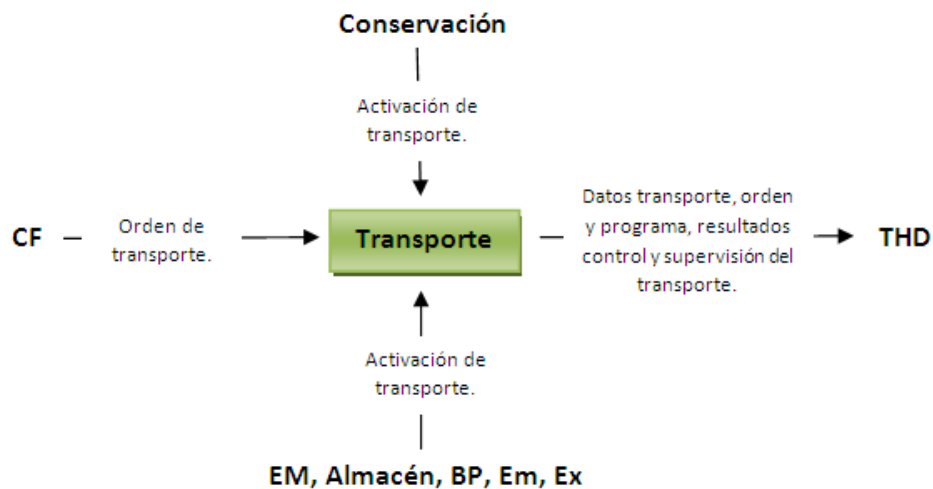 Conservación
Activación de
transporte.
CF
Orden de
transporte.
Transporte
Datos transporte, orden
y programa, resultados
control y supervisión del
transporte.
THD
Activación de
transporte.
EM, Almacén, BP, Em, Ex